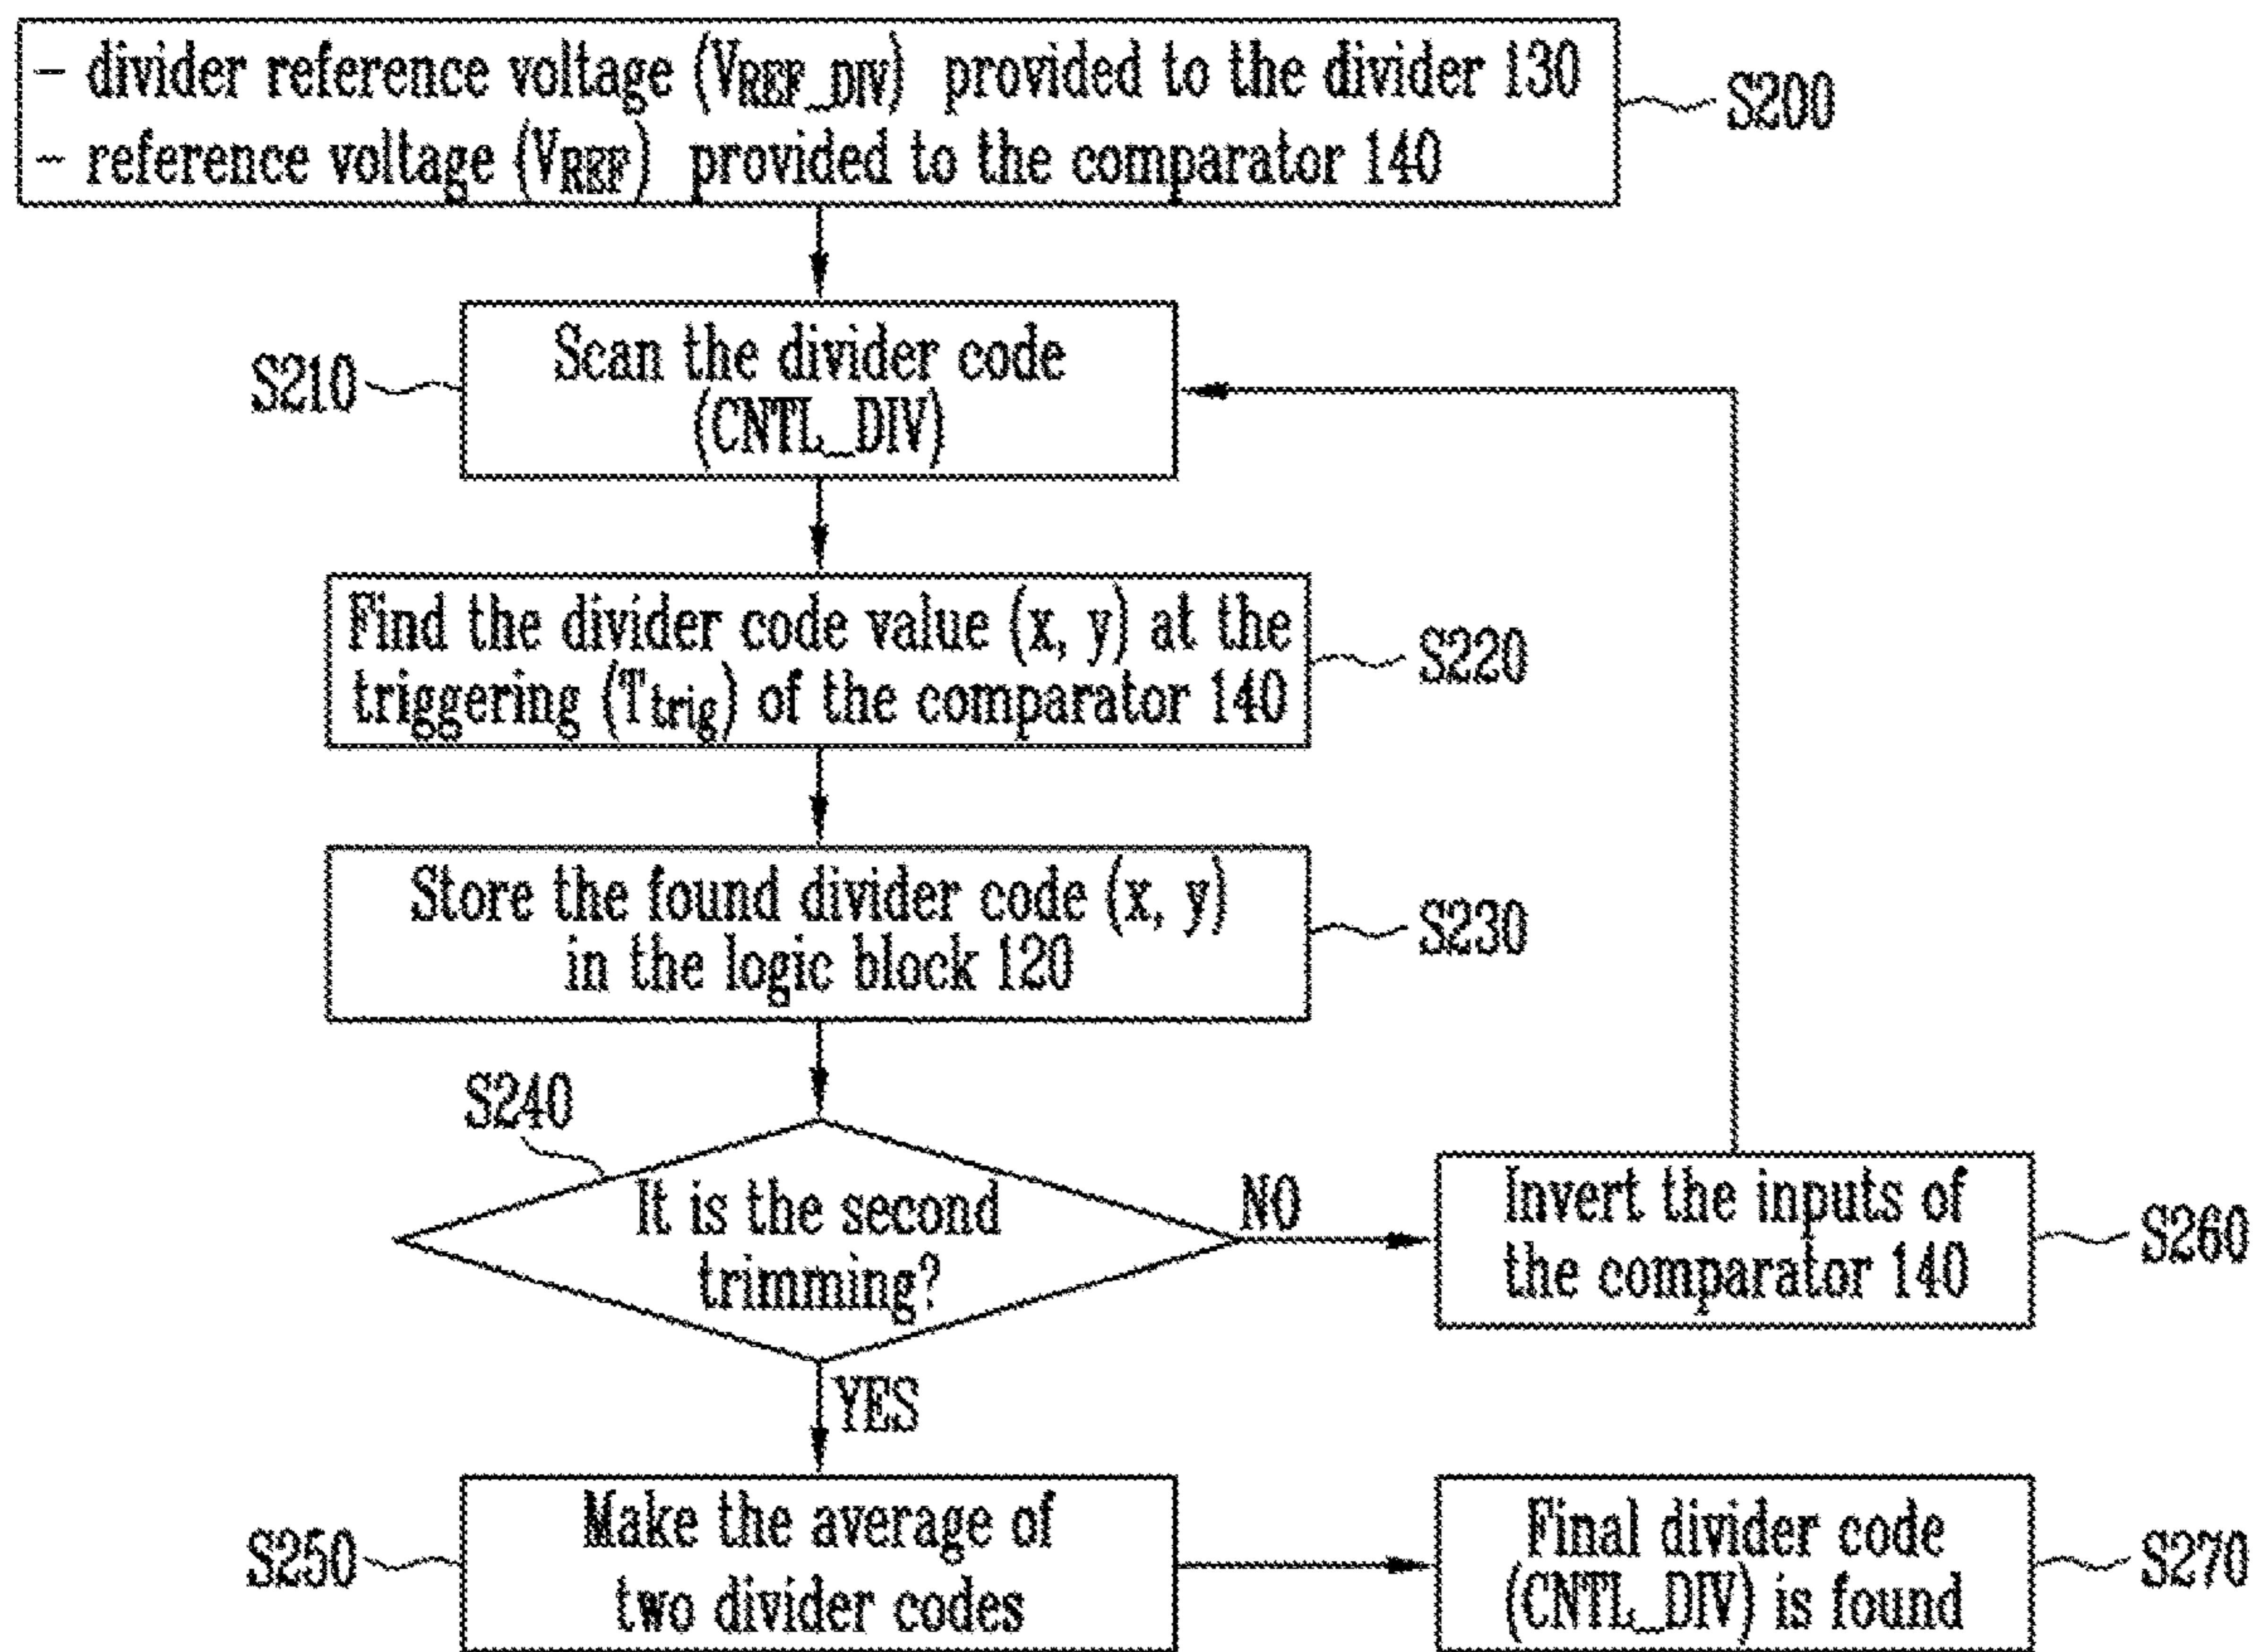 - divider reference voltage (VREF_DIV) provided to the divider 130
- reference voltage (VREF) provided to the comparator 140
S200
Scan the divider code
(CNTL_DIV)
S210
Find the divider code value (x, y) at the
triggering (Ttrig) of the comparator 140
S220
Store the found divider code (x, y)
in the logic block 120
S230
S240
It is the second
trimming?
NO
Invert the inputs of
the comparator 140
S260
YES
S250
Make the average of
two divider codes
Final divider code
(CNTL_DIV) is found
S270